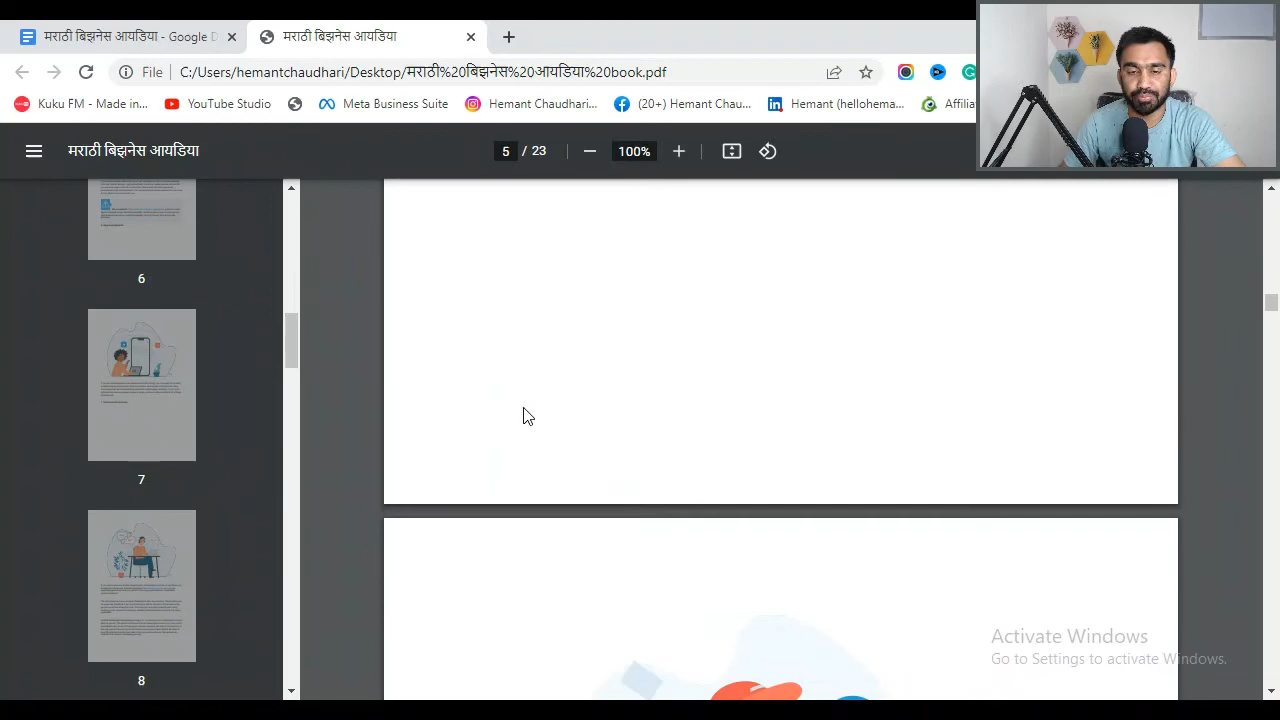 मराठी बिझनेस आयडिया - Google D
मराठी बिझनेस आयडिया
File
C:/Users/hemantchaudhari/Desktop/मराठी%20बिझनेस%20आयडिया%20book.pdf
Kuku FM - Made in...
YouTube Studio
Meta Business Suite
Hemant Chaudhari...
(20+) Hemant Chau...
Hemant (hellohema...
Affilia
मराठी बिझनेस आयडिया
5 / 23
100%
6
7
8
Activate Windows
Go to Settings to activate Windows.